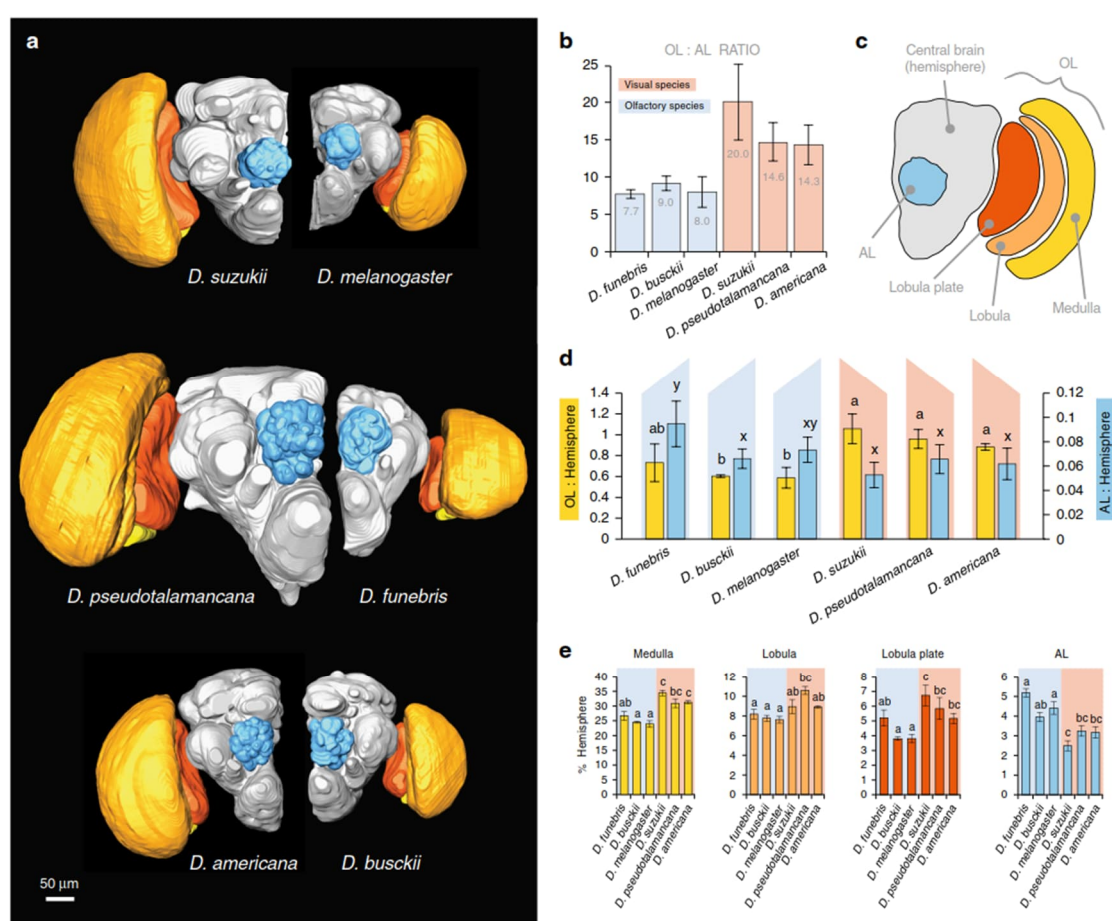 a
D. suzukii
D. melanogaster
D. pseudotalamancana
D. funebris
D. americana
D. busckii
50 µm
b
OL : AL RATIO
25
20
15
10
5
0
Visual species
Olfactory species
7.7
9.0
8.0
20.0
14.6
14.3
D. funebris
D. busckii
D. melanogaster
D. suzukii
D. pseudotalamancana
D. americana
c
Central brain
(hemisphere)
OL
AL
Lobula plate
Lobula
Medulla
d
OL : Hemisphere
1.4
1.2
1
0.8
0.6
0.4
0.2
0
ab
y
b
x
b
xy
a
x
a
x
a
x
0.12
0.1
0.08
0.06
0.04
0.02
0
AL : Hemisphere
D. funebris
D. busckii
D. melanogaster
D. suzukii
D. pseudotalamancana
D. americana
e
% Hemisphere
Medulla
40
35
30
25
20
15
10
5
0
ab
a
a
c
bc
c
D. funebris
D. busckii
D. melanogaster
D. suzukii
D. pseudotalamancana
D. americana
Lobula
12
10
8
6
4
2
0
a
a
a
ab
c
ab
D. funebris
D. busckii
D. melanogaster
D. suzukii
D. pseudotalamancana
D. americana
Lobula plate
8
7
6
5
4
3
2
1
0
ab
a
a
c
bc
bc
D. funebris
D. busckii
D. melanogaster
D. suzukii
D. pseudotalamancana
D. americana
AL
6
5
4
3
2
1
0
a
ab
a
c
bc
bc
D. funebris
D. busckii
D. melanogaster
D. suzukii
D. pseudotalamancana
D. americana